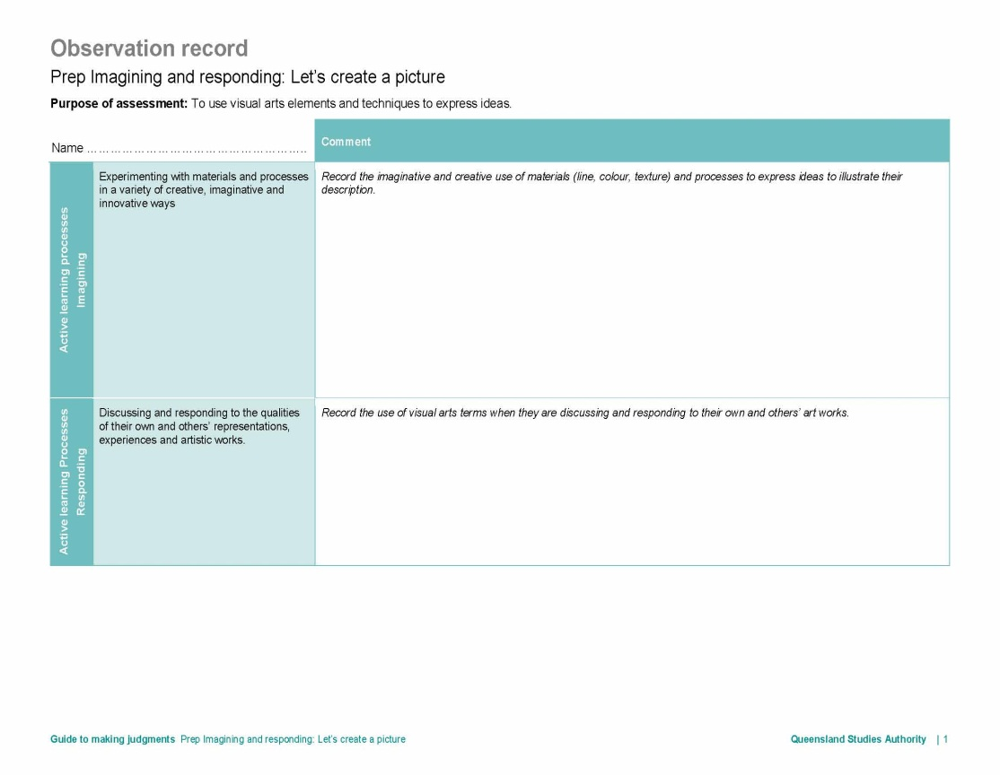 Observation record
Prep Imagining and responding: Let’s create a picture
Purpose of assessment: To use visual arts elements and techniques to express ideas.
Name ………………………………………………..
Comment
Active learning processes
Imagining
Experimenting with materials and processes
in a variety of creative, imaginative and
innovative ways
Record the imaginative and creative use of materials (line, colour, texture) and processes to express ideas to illustrate their
description.
Active learning Processes
Responding
Discussing and responding to the qualities
of their own and others’ representations,
experiences and artistic works.
Record the use of visual arts terms when they are discussing and responding to their own and others’ art works.
Guide to making judgments Prep Imagining and responding: Let’s create a picture
Queensland Studies Authority | 1